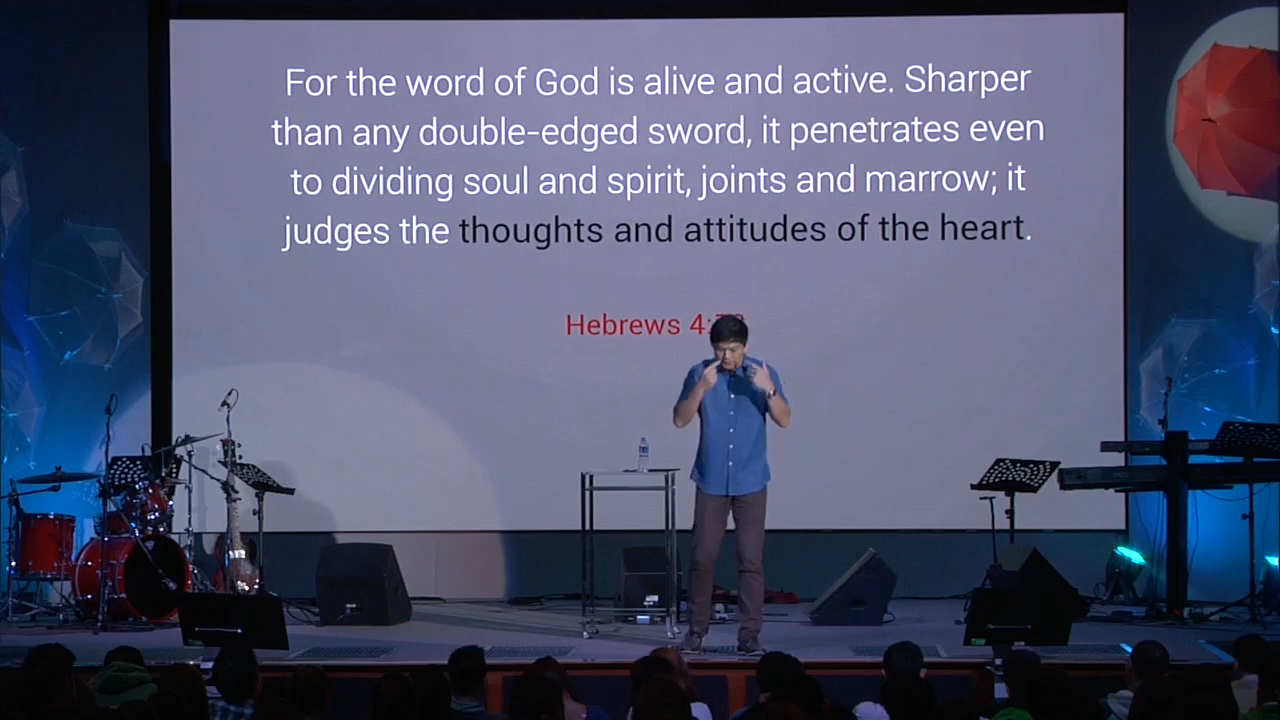 For the word of God is alive and active. Sharper
than any double-edged sword, it penetrates even
to dividing soul and spirit, joints and marrow; it
judges the thoughts and attitudes of the heart.
Hebrews 4: